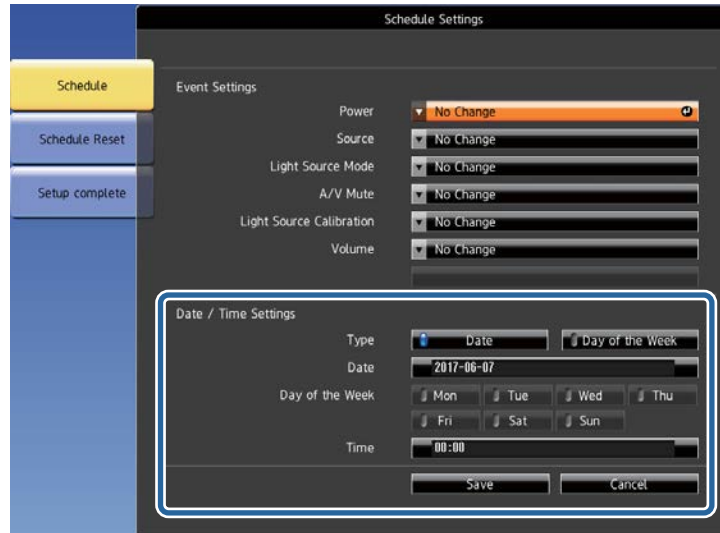 Schedule Settings
Schedule
Schedule Reset
Setup complete
Event Settings
Power No Change
Source No Change
Light Source Mode No Change
A/V Mute No Change
Light Source Calibration No Change
Volume No Change
Date / Time Settings
Type Date Day of the Week
Date 2017-06-07
Day of the Week Mon Tue Wed Thu
Fri Sat Sun
Time 00:00
Save Cancel